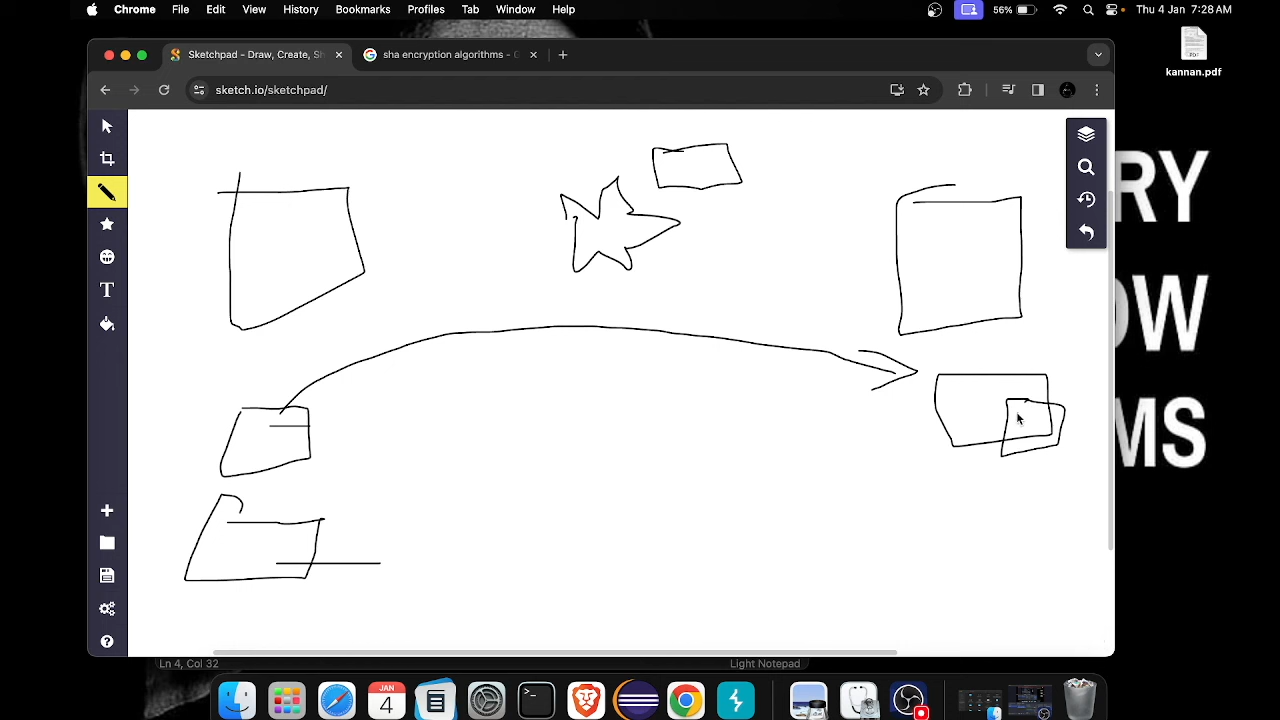 Chrome File Edit View History Bookmarks Profiles Tab Window Help
56% Thu 4 Jan 7:28 AM
kannan.pdf
Sketchpad - Draw, Create, Sh
sha encryption algorithms - G
sketch.io/sketchpad/
T
RY
OW
MS
?
Ln 4, Col 32
Light Notepad
JAN
4